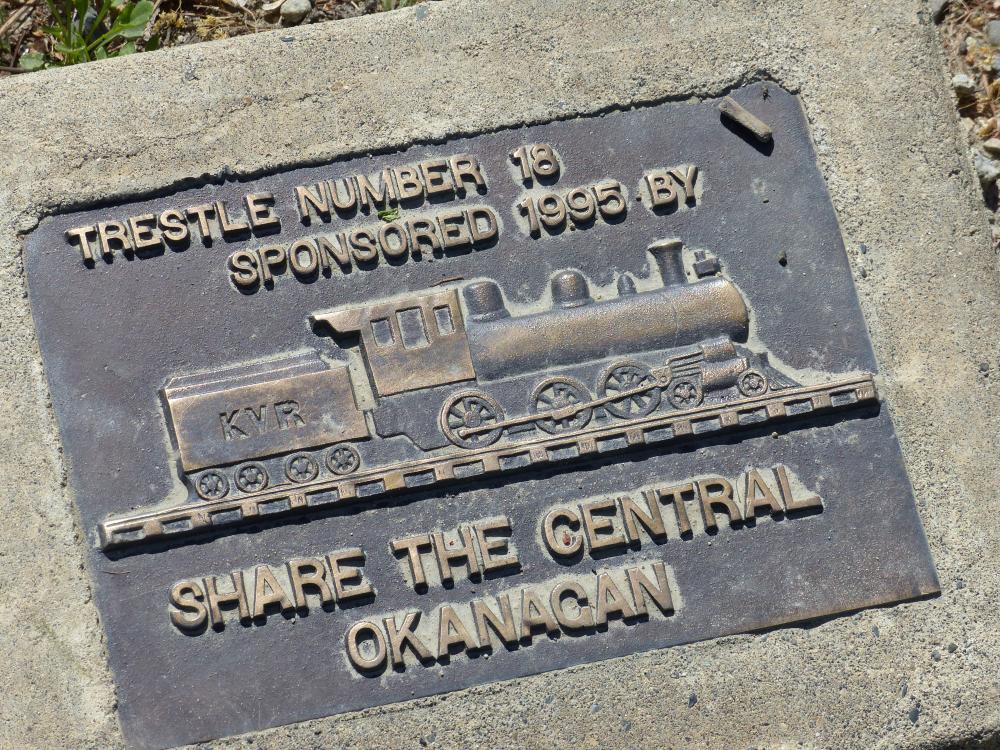 TRESTLE NUMBER 18
SPONSORED 1995 BY
KVR
SHARE THE CENTRAL
OKANAGAN